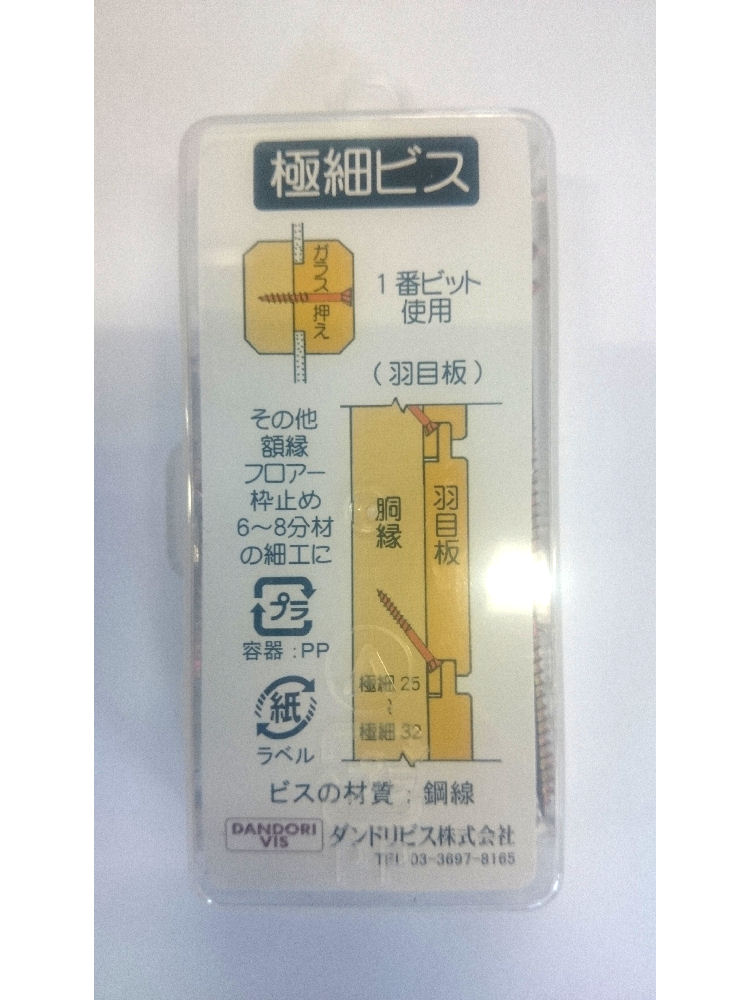 極細ビス
ガラス押え
1番ビット
使用
(羽目板)
その他
額縁
フロアー
枠止め
6～8分材
の細工に
胴縁
羽目板
プラ
容器:PP
紙
ラベル
極細25
～
極細32
ビスの材質:鋼線
DANDORI
VIS
ダンドリビス株式会社
TEL 03-3697-8165